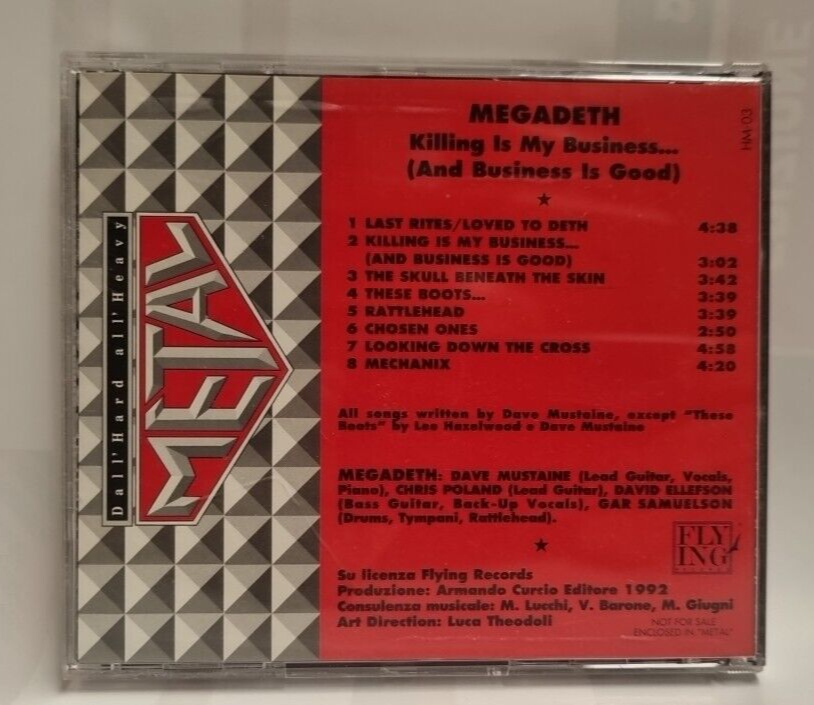 Dall'Hard all'Heavy
METAL
HM-03
MEGADETH
Killing Is My Business...
(And Business Is Good)
1 LAST RITES/LOVED TO DETH 4:38
2 KILLING IS MY BUSINESS...
(AND BUSINESS IS GOOD) 3:02
3 THE SKULL BENEATH THE SKIN 3:42
4 THESE BOOTS... 3:39
5 RATTLEHEAD 3:39
6 CHOSEN ONES 2:50
7 LOOKING DOWN THE CROSS 4:58
8 MECHANIX 4:20
All songs written by Dave Mustaine, except "These
Boots" by Lee Hazelwood e Dave Mustaine
MEGADETH: DAVE MUSTAINE (Lead Guitar, Vocals,
Piano), CHRIS POLAND (Lead Guitar), DAVID ELLEFSON
(Bass Guitar, Back-Up Vocals), GAR SAMUELSON
(Drums, Tympani, Rattlehead).
FLY
ING
RECORDS
Su licenza Flying Records
Produzione: Armando Curcio Editore 1992
Consulenza musicale: M. Lucchi, V. Barone, M. Giugni
Art Direction: Luca Theodoli
NOT FOR SALE
ENCLOSED IN "METAL"